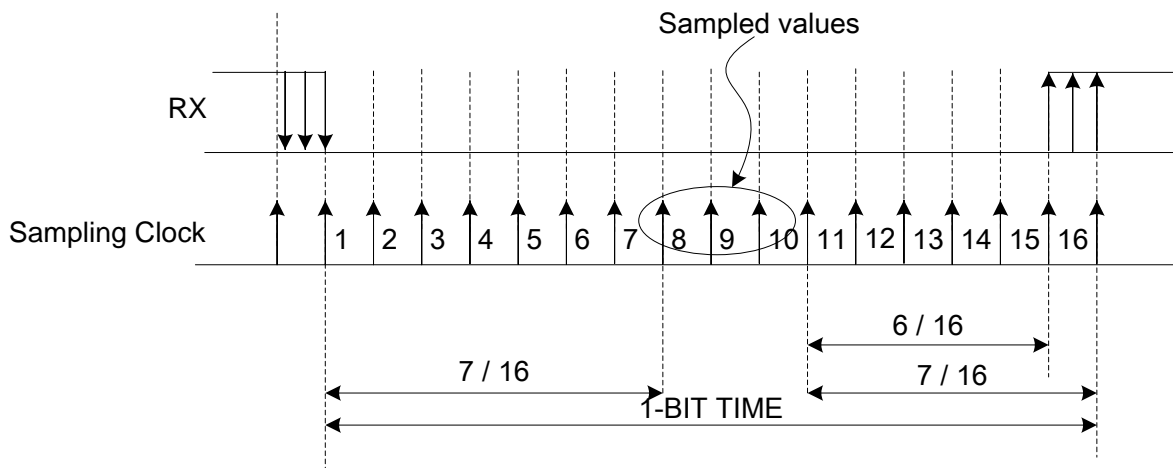 Sampled values
RX
Sampling Clock
1 2 3 4 5 6 7 8 9 10 11 12 13 14 15 16
6 / 16
7 / 16
7 / 16
1-BIT TIME